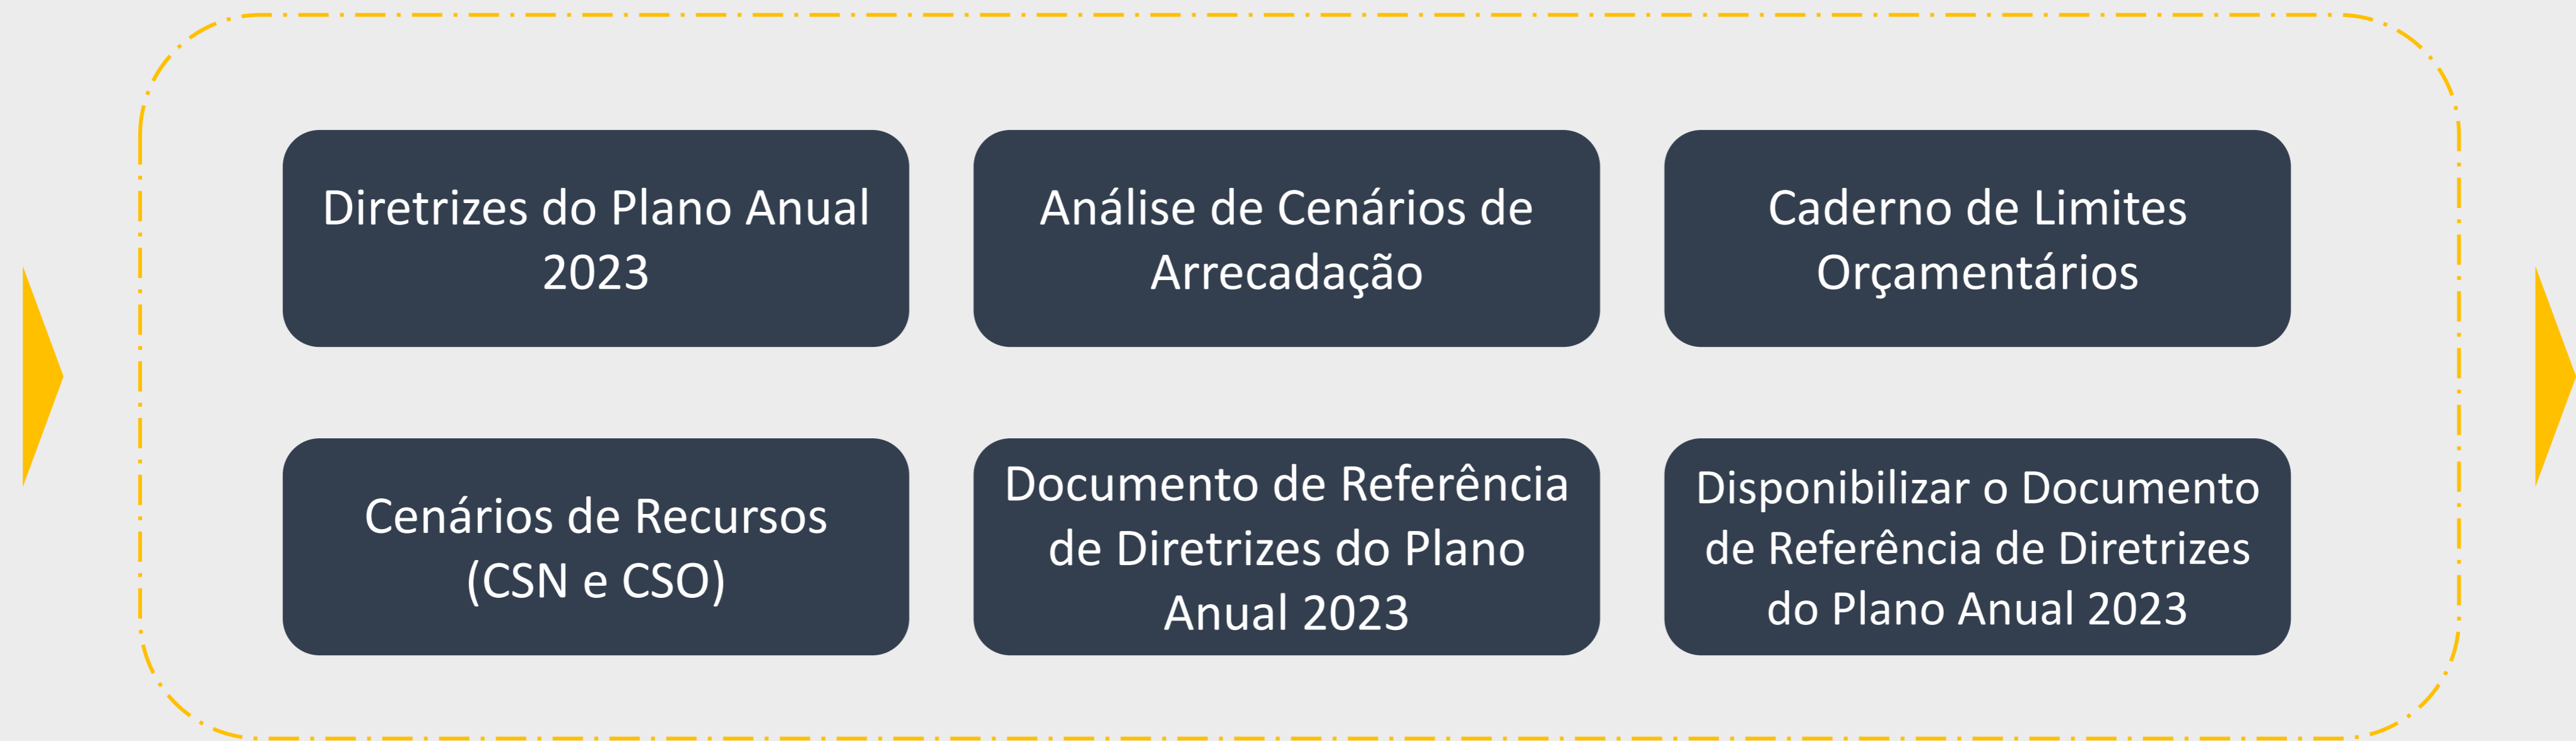 Diretrizes do Plano Anual
2023
Análise de Cenários de
Arrecadação
Caderno de Limites
Orçamentários
Cenários de Recursos
(CSN e CSO)
Documento de Referência
de Diretrizes do Plano
Anual 2023
Disponibilizar o Documento
de Referência de Diretrizes
do Plano Anual 2023